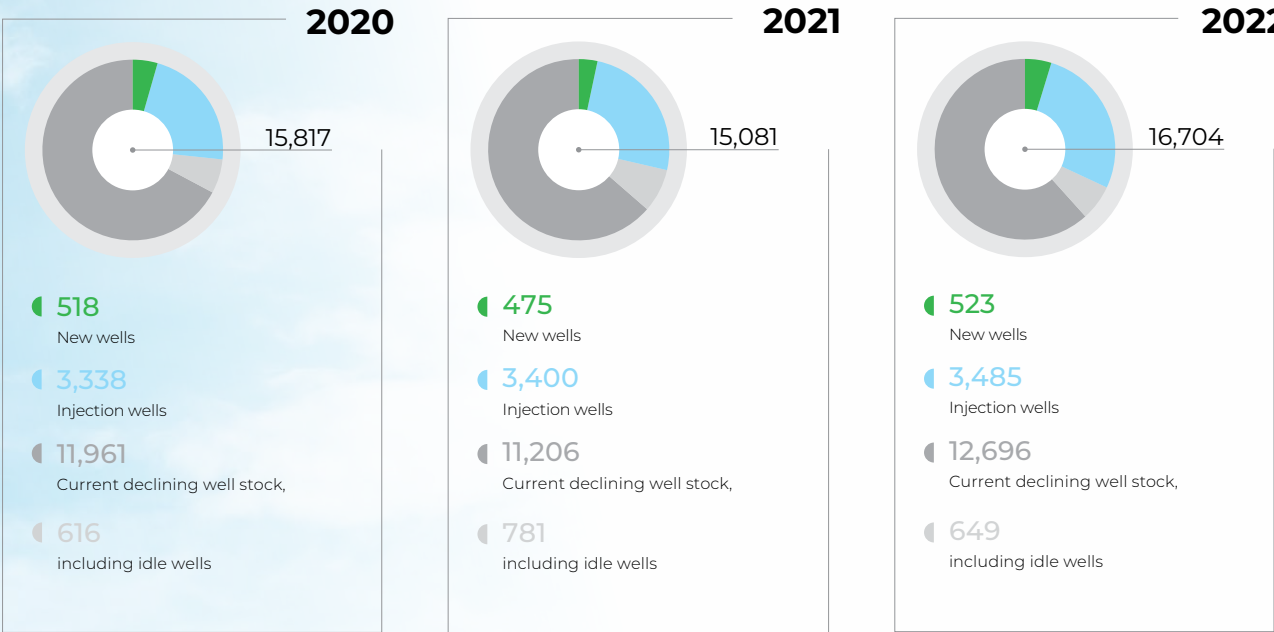 2020
15,817
518
New wells
3,338
Injection wells
11,961
Current declining well stock,
616
including idle wells
2021
15,081
475
New wells
3,400
Injection wells
11,206
Current declining well stock,
781
including idle wells
2022
16,704
523
New wells
3,485
Injection wells
12,696
Current declining well stock,
649
including idle wells